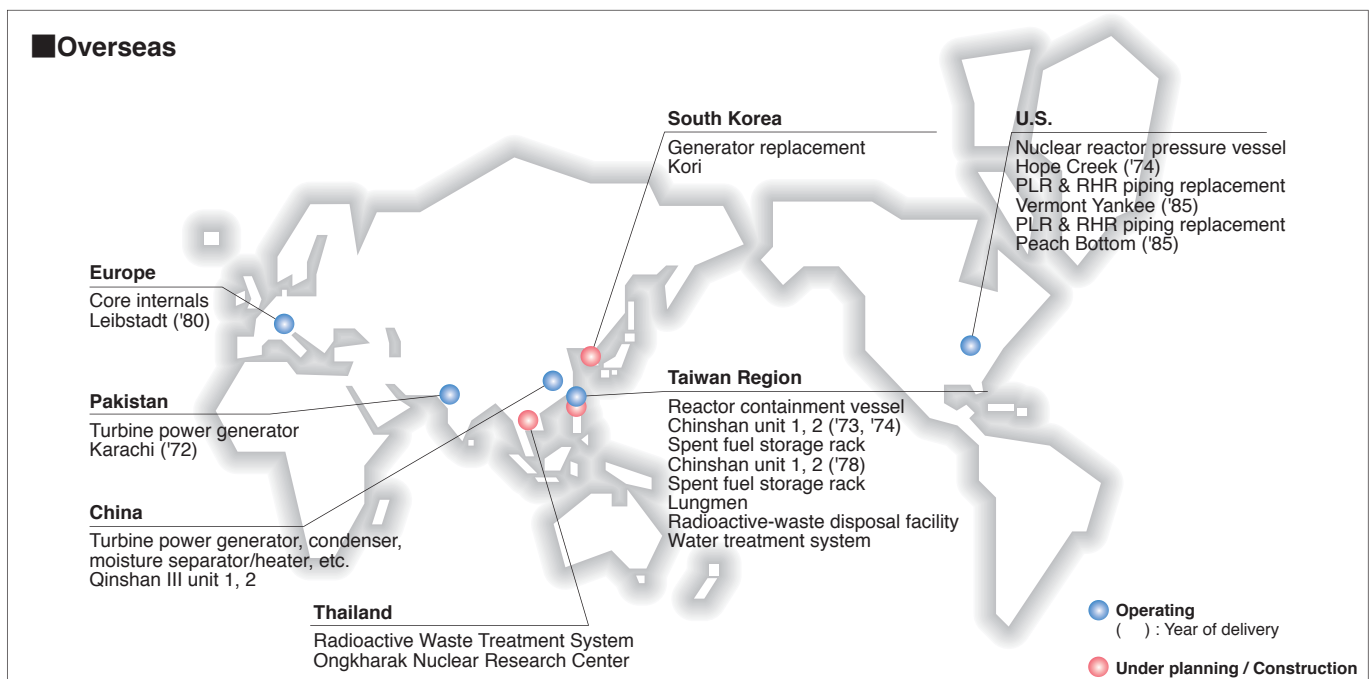 ■Overseas
South Korea
Generator replacement
Kori
U.S.
Nuclear reactor pressure vessel
Hope Creek ('74)
PLR & RHR piping replacement
Vermont Yankee ('85)
PLR & RHR piping replacement
Peach Bottom ('85)
Europe
Core internals
Leibstadt ('80)
Pakistan
Turbine power generator
Karachi ('72)
Taiwan Region
Reactor containment vessel
Chinshan unit 1, 2 ('73, '74)
Spent fuel storage rack
Chinshan unit 1, 2 ('78)
Spent fuel storage rack
Lungmen
Radioactive-waste disposal facility
Water treatment system
China
Turbine power generator, condenser,
moisture separator/heater, etc.
Qinshan III unit 1, 2
Thailand
Radioactive Waste Treatment System
Ongkharak Nuclear Research Center
Operating
( ) : Year of delivery
Under planning / Construction